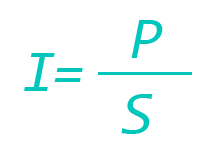 I = P / S